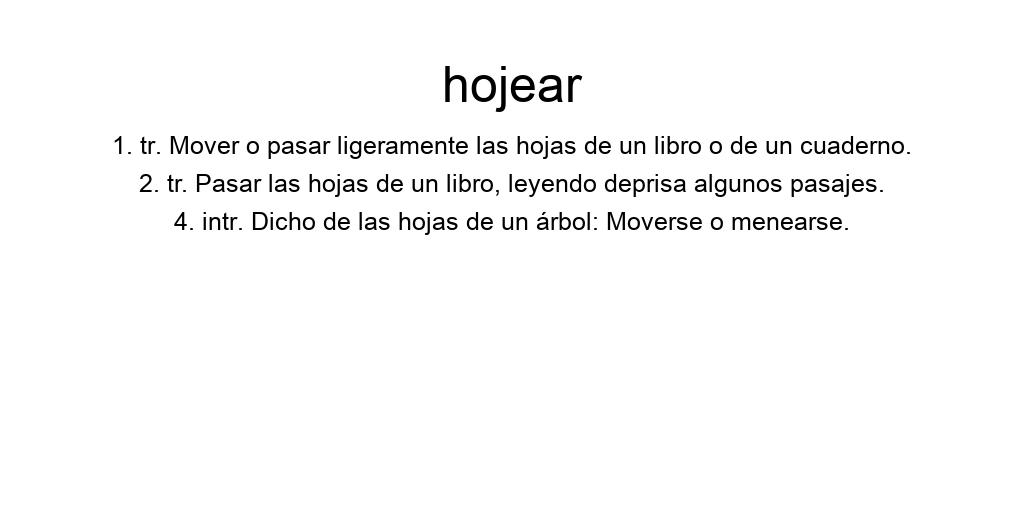 hojear
1. tr. Mover o pasar ligeramente las hojas de un libro o de un cuaderno.
2. tr. Pasar las hojas de un libro, leyendo deprisa algunos pasajes.
4. intr. Dicho de las hojas de un árbol: Moverse o menearse.